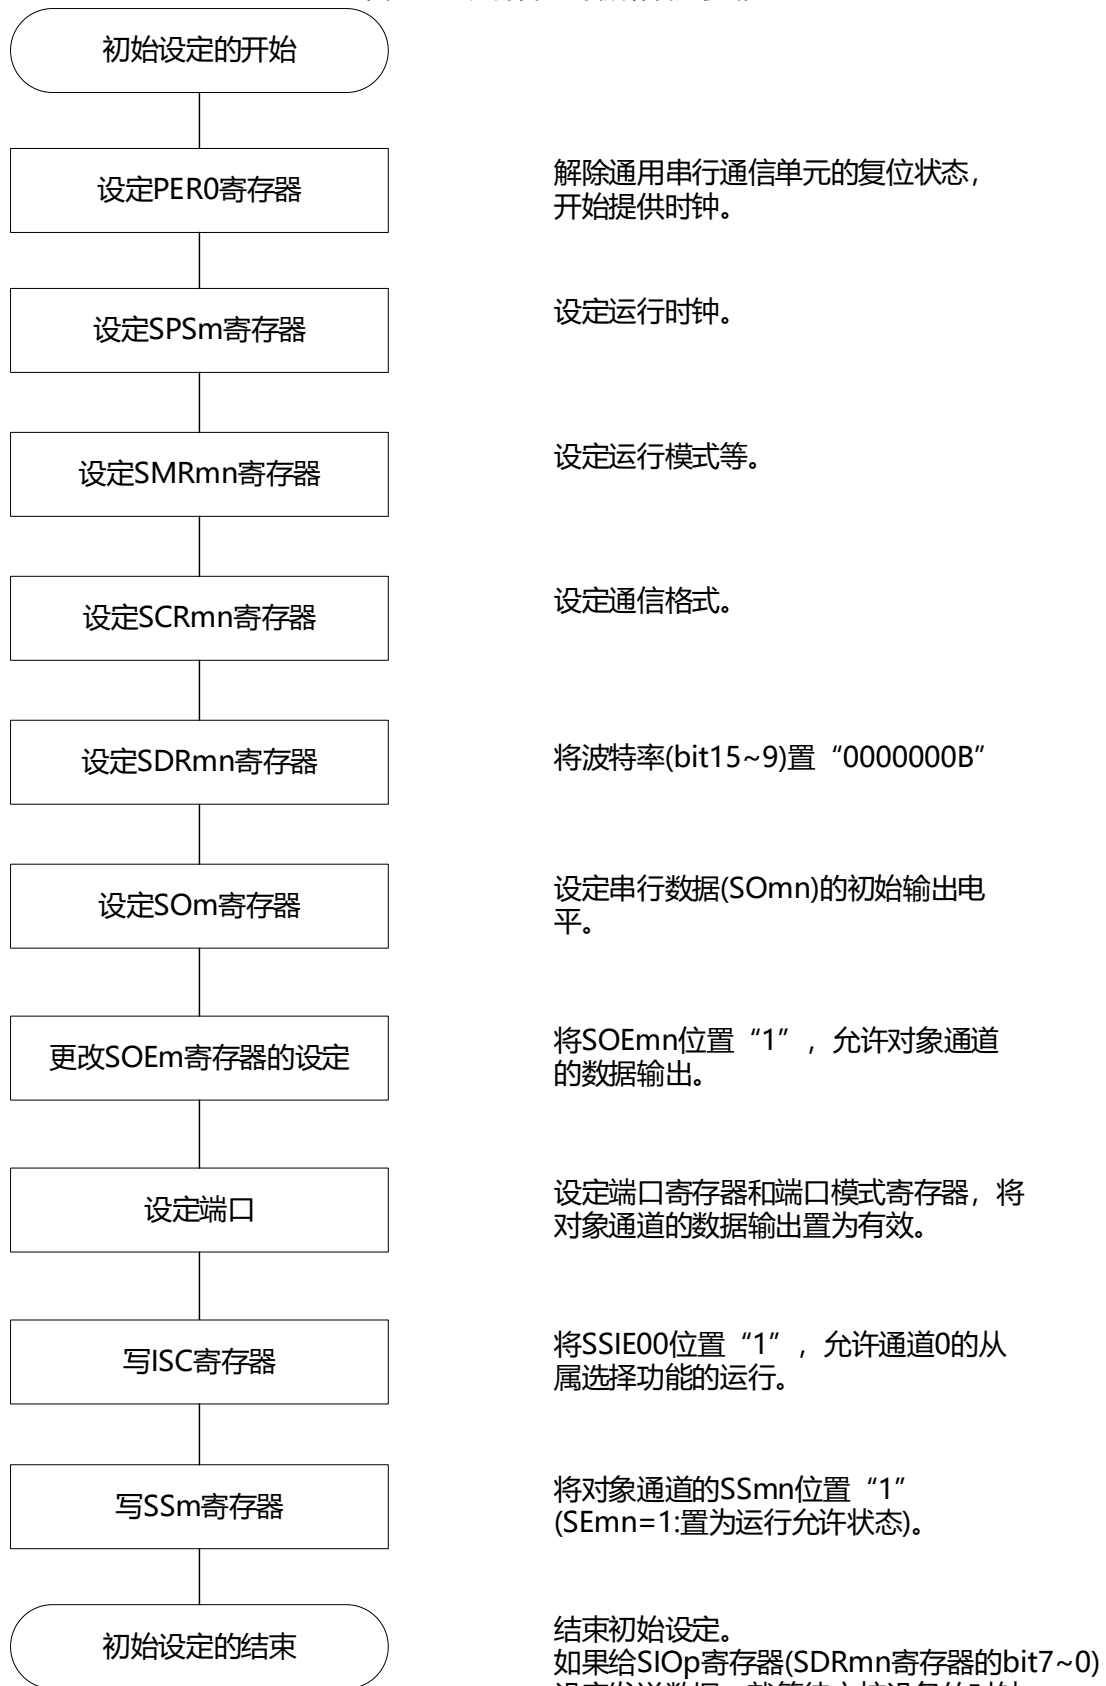 初始设定的开始
设定PER0寄存器
解除通用串行通信单元的复位状态，
开始提供时钟。
设定SPSm寄存器
设定运行时钟。
设定SMRmn寄存器
设定运行模式等。
设定SCRmn寄存器
设定通信格式。
设定SDRmn寄存器
将波特率(bit15~9)置“0000000B”
设定SOm寄存器
设定串行数据(SOmn)的初始输出电
平。
更改SOEm寄存器的设定
将SOEmn位置“1”，允许对象通道
的数据输出。
设定端口
设定端口寄存器和端口模式寄存器，将
对象通道的数据输出置为有效。
写ISC寄存器
将SSIE00位置“1”，允许通道0的从
属选择功能的运行。
写SSm寄存器
将对象通道的SSmn位置“1”
(SEmn=1:置为运行允许状态)。
初始设定的结束
结束初始设定。
如果给SIOp寄存器(SDRmn寄存器的bit7~0)